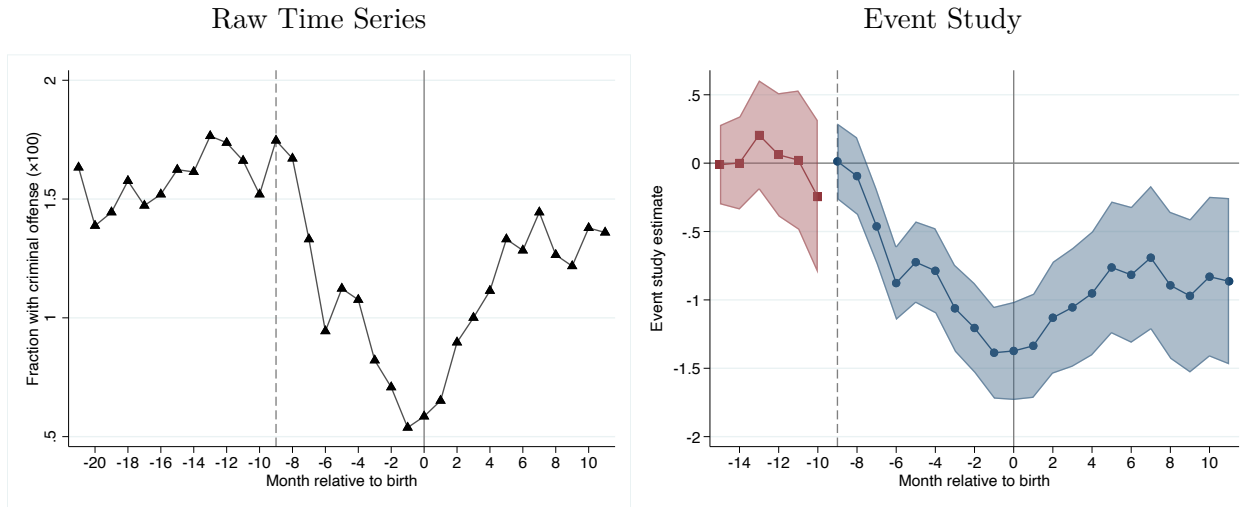 Raw Time Series
Fraction with criminal offense (×100)
2
1.5
1
.5
-20 -18 -16 -14 -12 -10 -8 -6 -4 -2 0 2 4 6 8 10
Month relative to birth
Event Study
Event study estimate
.5
0
-.5
-1
-1.5
-2
-14 -12 -10 -8 -6 -4 -2 0 2 4 6 8 10
Month relative to birth